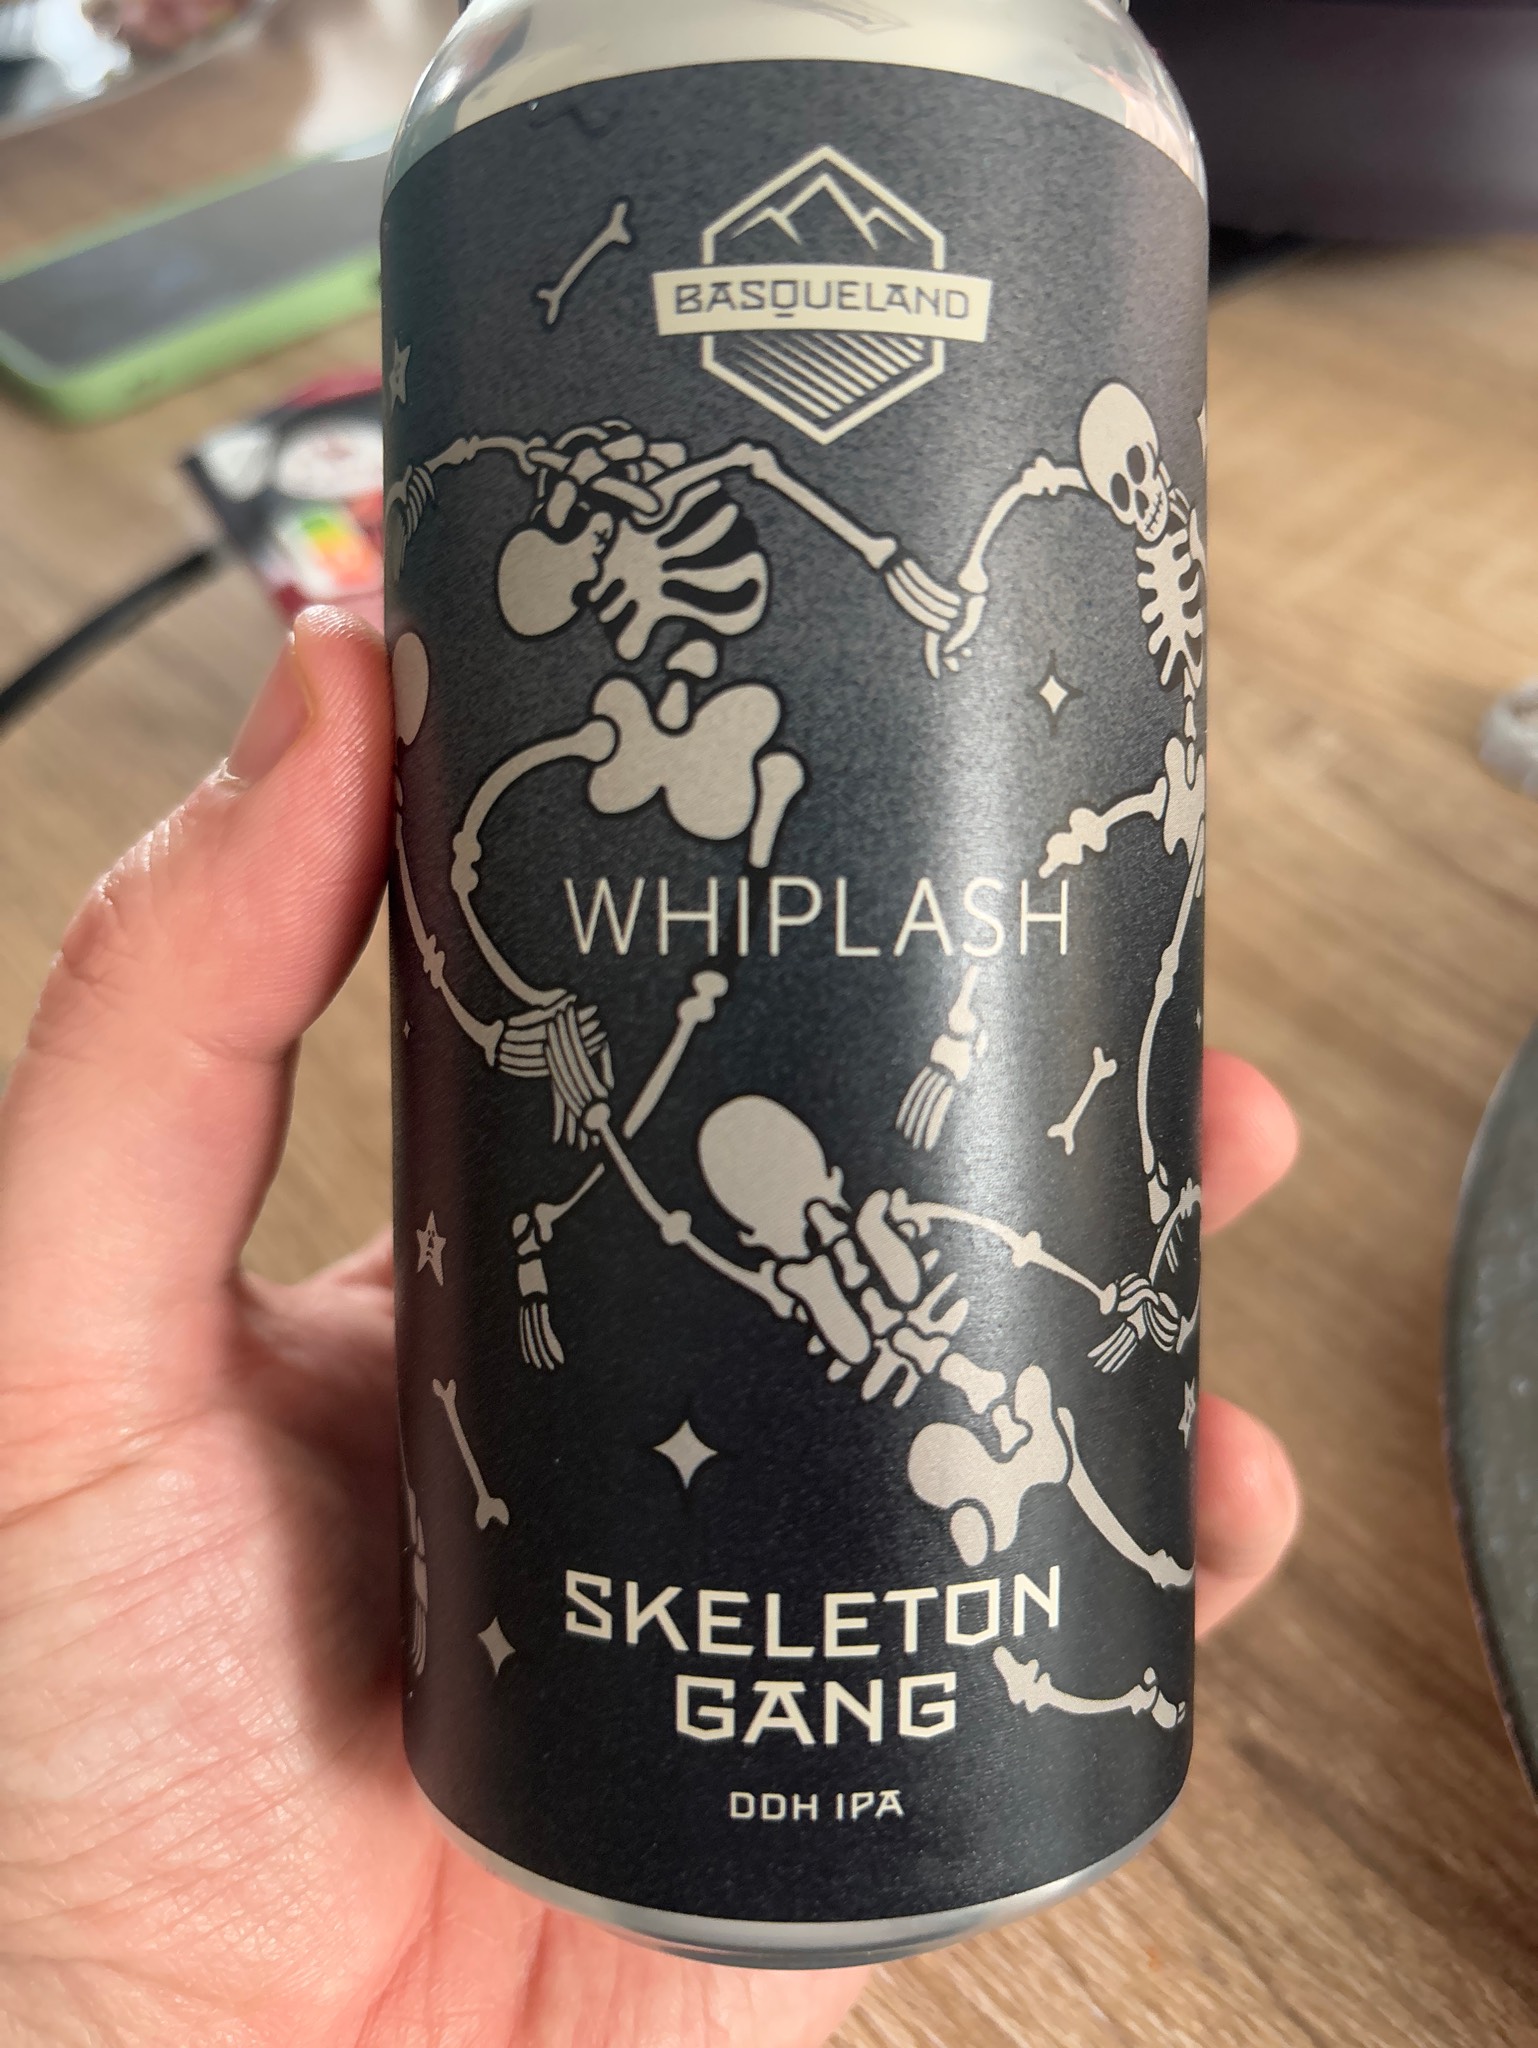 BASQUELAND
WHIPLASH
SKELETON
GANG
DDH IPA